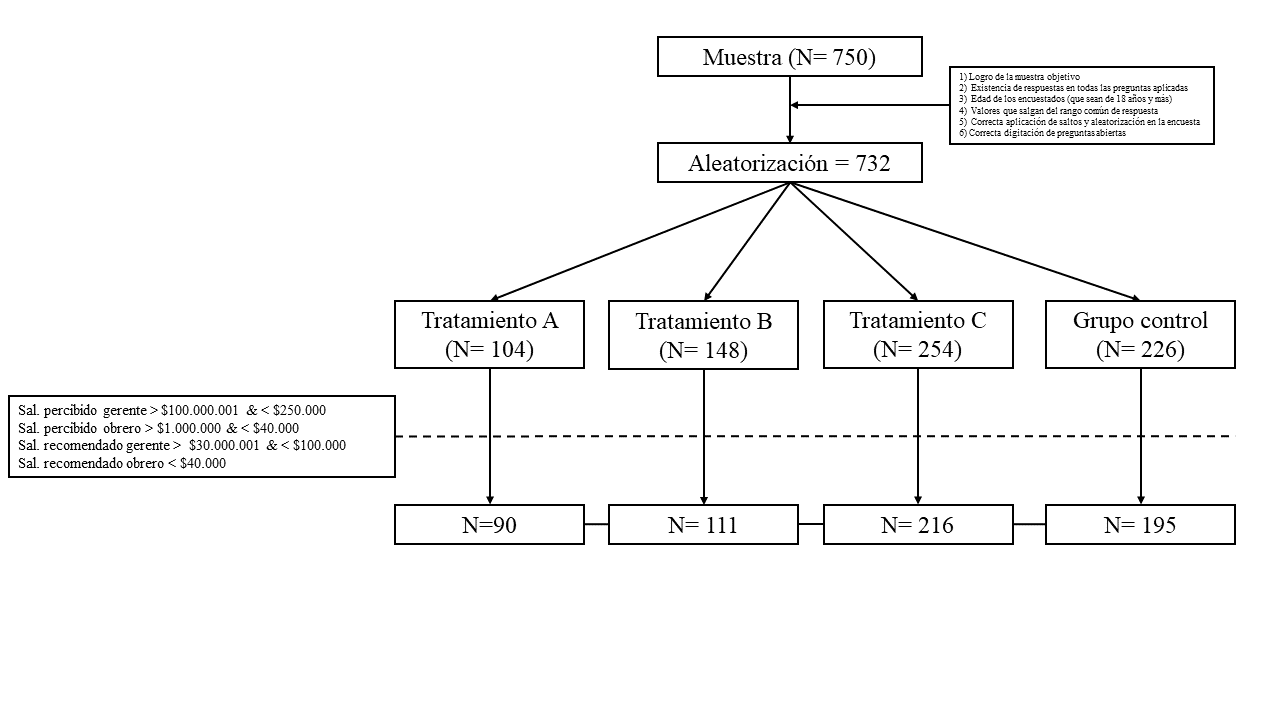 Muestra (N= 750)
1) Logro de la muestra objetivo
2) Existencia de respuestas en todas las preguntas aplicadas
3) Edad de los encuestados (que sean de 18 años y más)
4) Valores que salgan del rango común de respuesta
5) Correcta aplicación de saltos y aleatorización en la encuesta
6) Correcta digitación de preguntas abiertas
Aleatorización = 732
Tratamiento A
(N= 104)
Tratamiento B
(N= 148)
Tratamiento C
(N= 254)
Grupo control
(N= 226)
Sal. percibido gerente > $100.000.001 & < $250.000
Sal. percibido obrero > $1.000.000 & < $40.000
Sal. recomendado gerente > $30.000.001 & < $100.000
Sal. recomendado obrero < $40.000
N=90
N= 111
N= 216
N= 195